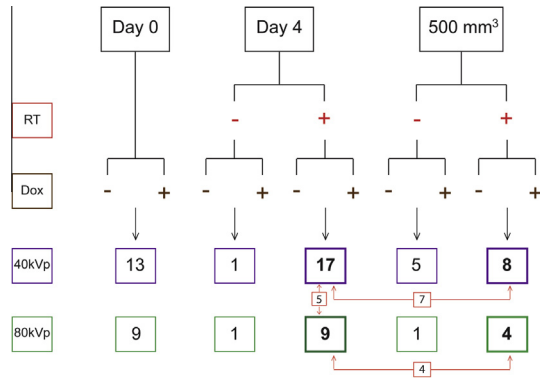 Day 0 Day 4 500 mm³
RT - + - +
Dox - + - + - + - + - +
40kVp 13 1 17 5 8
5 7
80kVp 9 1 9 1 4
4